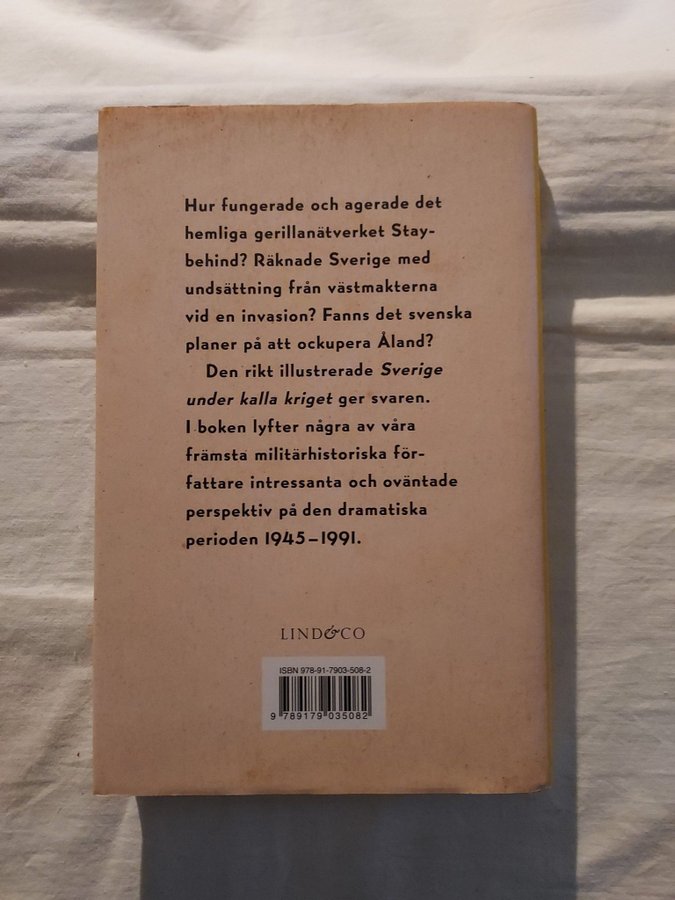 Hur fungerade och agerade det
hemliga gerillanätverket Stay-
behind? Räknade Sverige med
undsättning från västmakterna
vid en invasion? Fanns det svenska
planer på att ockupera Åland?
Den rikt illustrerade Sverige
under kalla kriget ger svaren.
I boken lyfter några av våra
främsta militärhistoriska för-
fattare intressanta och oväntade
perspektiv på den dramatiska
perioden 1945–1991.
LIND&CO
ISBN 978-91-7903-508-2
9 789179 035082